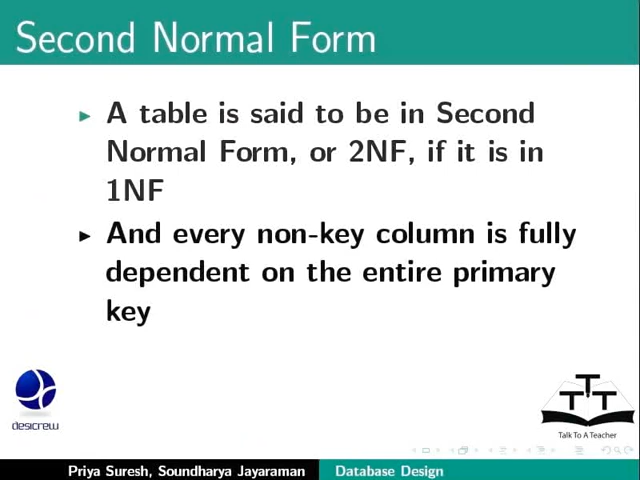 Second Normal Form
A table is said to be in Second
Normal Form, or 2NF, if it is in
1NF
And every non-key column is fully
dependent on the entire primary
key
desicrew
TTT
Talk To A Teacher
Priya Suresh, Soundharya Jayaraman Database Design